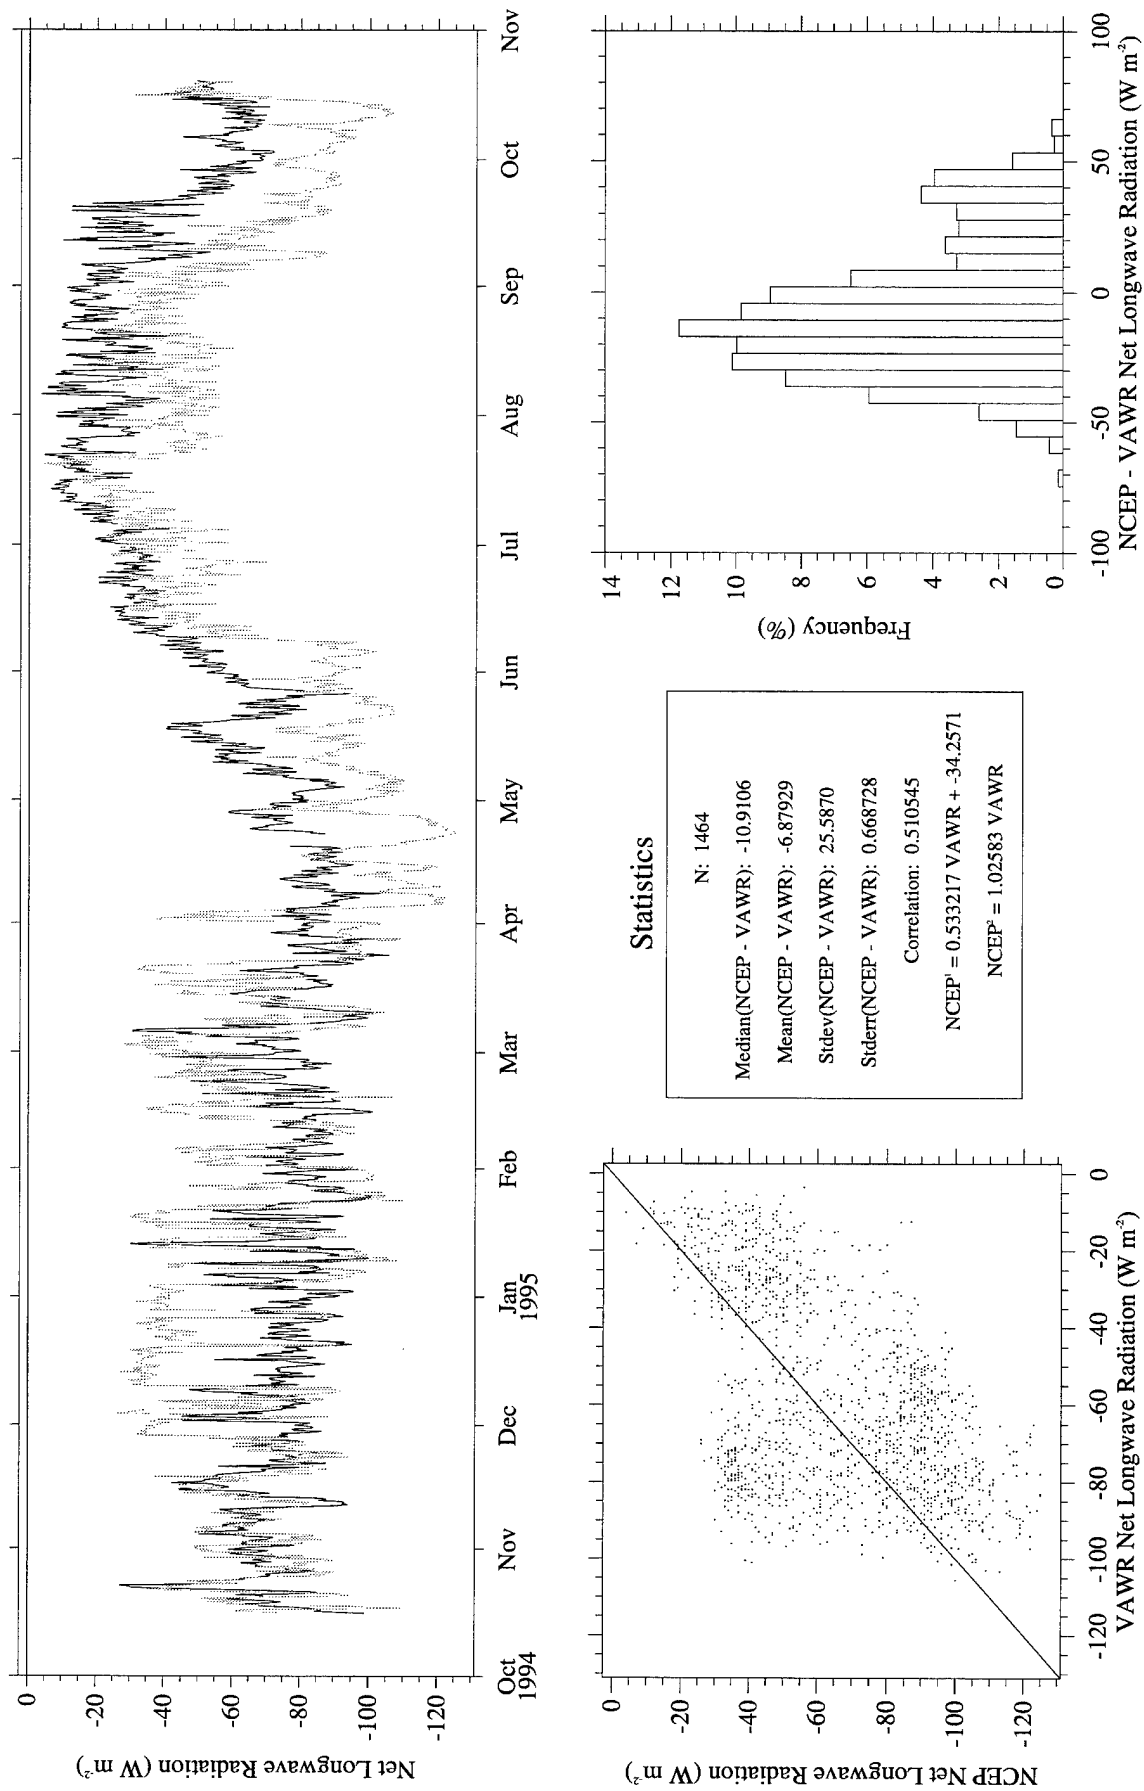 Net Longwave Radiation (W m-2)
0
-20
-40
-60
-80
-100
-120
Oct
1994
Nov
Dec
Jan
1995
Feb
Mar
Apr
May
Jun
Jul
Aug
Sep
Oct
Nov
NCEP Net Longwave Radiation (W m-2)
0
-20
-40
-60
-80
-100
-120
-120
-100
-80
-60
-40
-20
0
VAWR Net Longwave Radiation (W m-2)
Statistics
N: 1464
Median(NCEP - VAWR): -10.9106
Mean(NCEP - VAWR): -6.87929
Stdev(NCEP - VAWR): 25.5870
Stderr(NCEP - VAWR): 0.668728
Correlation: 0.510545
NCEP¹ = 0.533217 VAWR + -34.2571
NCEP² = 1.02583 VAWR
Frequency (%)
14
12
10
8
6
4
2
0
-100
-50
0
50
100
NCEP - VAWR Net Longwave Radiation (W m-2)